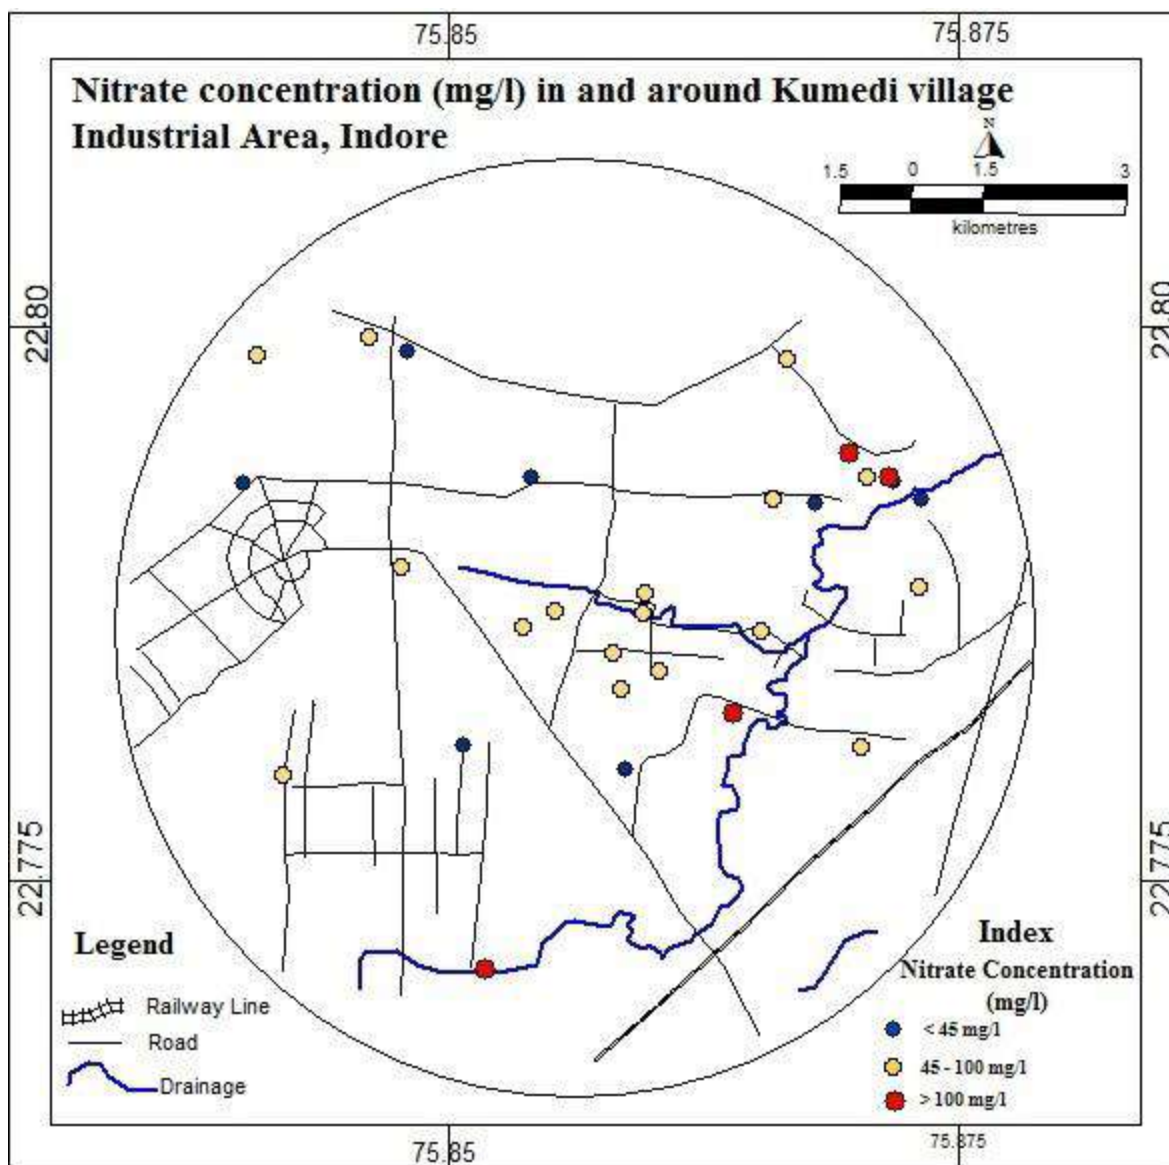 75.85
75.875
Nitrate concentration (mg/l) in and around Kumedi village
Industrial Area, Indore
N
1.5 0 1.5 3
kilometres
22.80
22.80
22.775
22.775
Legend
Railway Line
Road
Drainage
Index
Nitrate Concentration
(mg/l)
< 45 mg/l
45 - 100 mg/l
> 100 mg/l
75.85
75.875